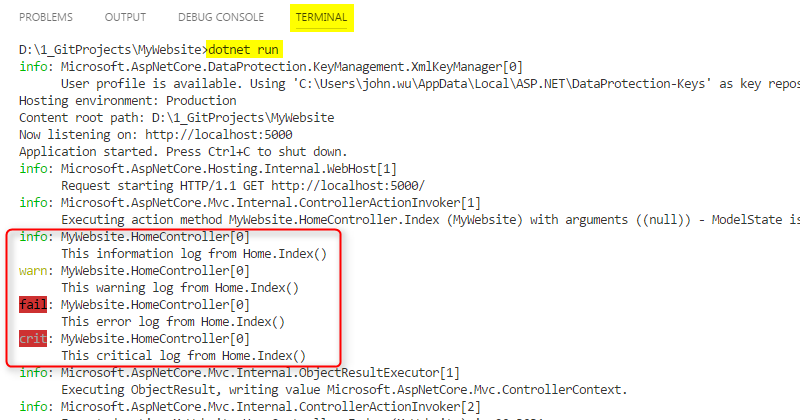 PROBLEMS OUTPUT DEBUG CONSOLE TERMINAL
D:\1_GitProjects\MyWebsite>dotnet run
info: Microsoft.AspNetCore.DataProtection.KeyManagement.XmlKeyManager[0]
User profile is available. Using 'C:\Users\john.wu\AppData\Local\ASP.NET\DataProtection-Keys' as key repos
Hosting environment: Production
Content root path: D:\1_GitProjects\MyWebsite
Now listening on: http://localhost:5000
Application started. Press Ctrl+C to shut down.
info: Microsoft.AspNetCore.Hosting.Internal.WebHost[1]
Request starting HTTP/1.1 GET http://localhost:5000/
info: Microsoft.AspNetCore.Mvc.Internal.ControllerActionInvoker[1]
Executing action method MyWebsite.HomeController.Index (MyWebsite) with arguments ((null)) - ModelState is
info: MyWebsite.HomeController[0]
This information log from Home.Index()
warn: MyWebsite.HomeController[0]
This warning log from Home.Index()
fail: MyWebsite.HomeController[0]
This error log from Home.Index()
crit: MyWebsite.HomeController[0]
This critical log from Home.Index()
info: Microsoft.AspNetCore.Mvc.Internal.ObjectResultExecutor[1]
Executing ObjectResult, writing value Microsoft.AspNetCore.Mvc.ControllerContext.
info: Microsoft.AspNetCore.Mvc.Internal.ControllerActionInvoker[2]